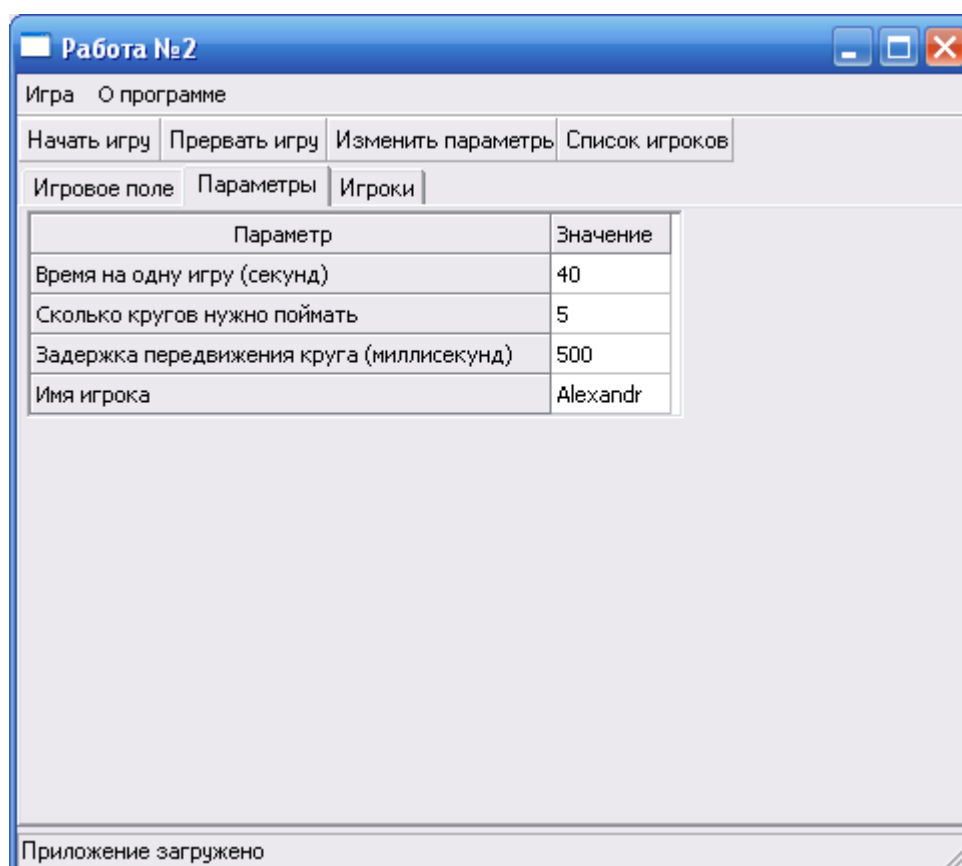 Работа №2
Игра О программе
Начать игру Прервать игру Изменить параметры Список игроков
Игровое поле Параметры Игроки
Параметр Значение
Время на одну игру (секунд) 40
Сколько кругов нужно поймать 5
Задержка передвижения круга (миллисекунд) 500
Имя игрока Alexandr
Приложение загружено